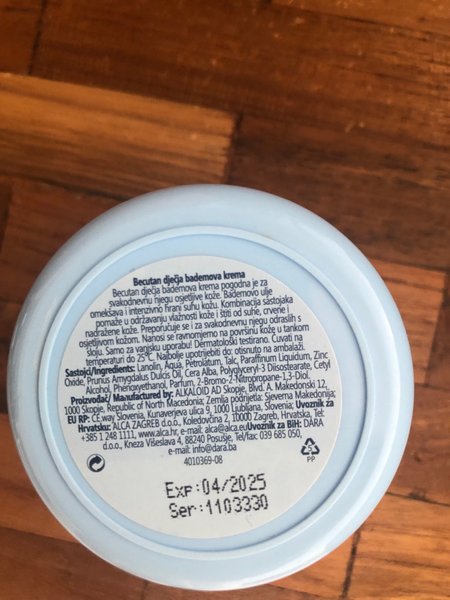 Becutan dječja bademova krema
Becutan dječja bademova krema pogodna je za
svakodnevnu njegu osjetljive kože. Bademovo ulje
omekšava i intenzivno hrani suhu kožu. Kombinacija sastojaka
pomaže u održavanju vlažnosti kože i štiti od suhe, crvene i
nadražene kože. Preporučuje se i za svakodnevnu njegu odraslih s
osjetljivom kožom. Nanosi se ravnomjerno na površinu kože u tankom
sloju. Samo za vanjsku uporabu! Dermatološki testirano. Čuvati na
temperaturi do 25°C. Najbolje upotrijebiti do: otisnuto na ambalaži.
Sastojci/Ingredients: Lanolin, Aqua, Petrolatum, Talc, Paraffinum Liquidum, Zinc
Oxide, Prunus Amygdalus Dulcis Oil, Cera Alba, Polyglyceryl-3 Diisostearate, Cetyl
Alcohol, Phenoxyethanol, Parfum, 2-Bromo-2-Nitropropane-1,3-Diol.
Proizvođač/ Manufactured by: ALKALOID AD Skopje, Blvd. A. Makedonski 12,
1000 Skopje, Republic of North Macedonia; Zemlja podrijetla: Sjeverna Makedonija;
EU RP: CE.way Slovenia, Kunaverjeva ulica 9, 1000 Ljubljana, Slovenia; Uvoznik za
Hrvatsku: ALCA ZAGREB d.o.o., Koledovčina 2, 10000 Zagreb, Hrvatska, Tel:
+385 1 248 1111, www.alca.hr, e-mail: alca@alca.eu Uvoznik za BiH: DARA
d.o.o., Kneza Višeslava 4, 88240 Posušje, Tel/fax: 039 685 050,
e-mail: info@dara.ba
4010369-08
5
PP
Exp:04/2025
Ser:1103330